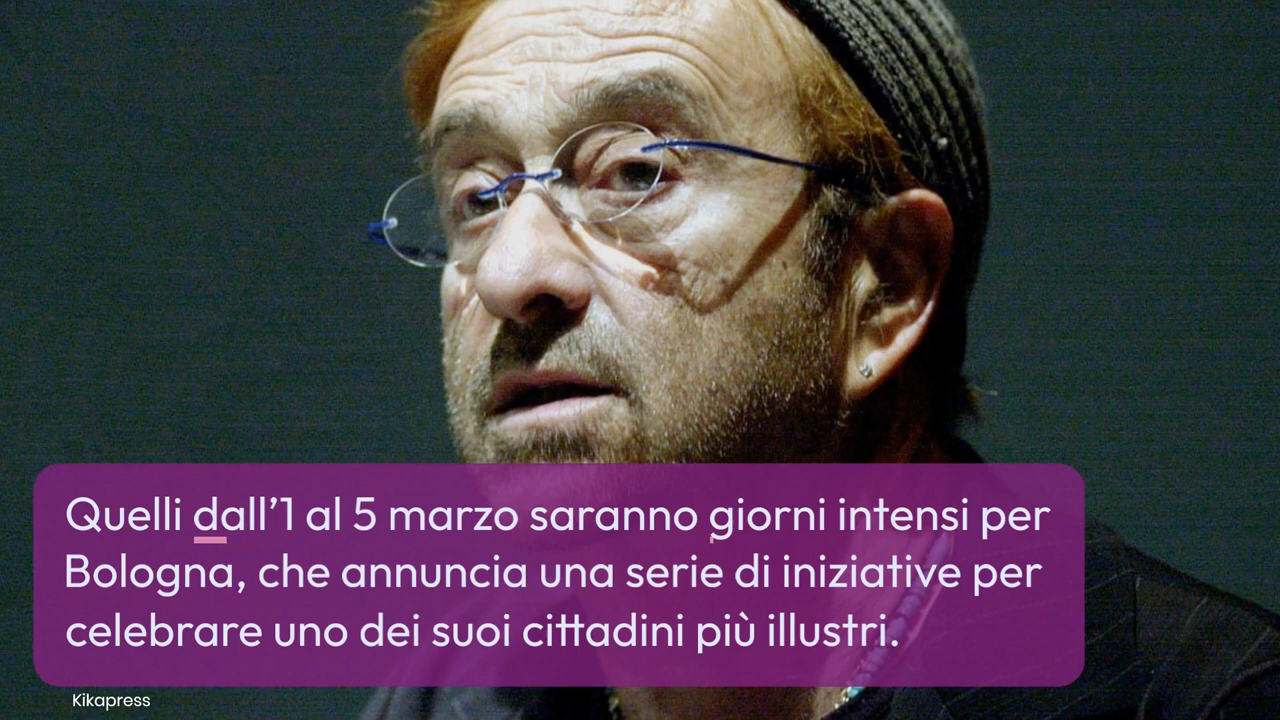 Quelli dall’1 al 5 marzo saranno giorni intensi per
Bologna, che annuncia una serie di iniziative per
celebrare uno dei suoi cittadini più illustri.
Kikapress